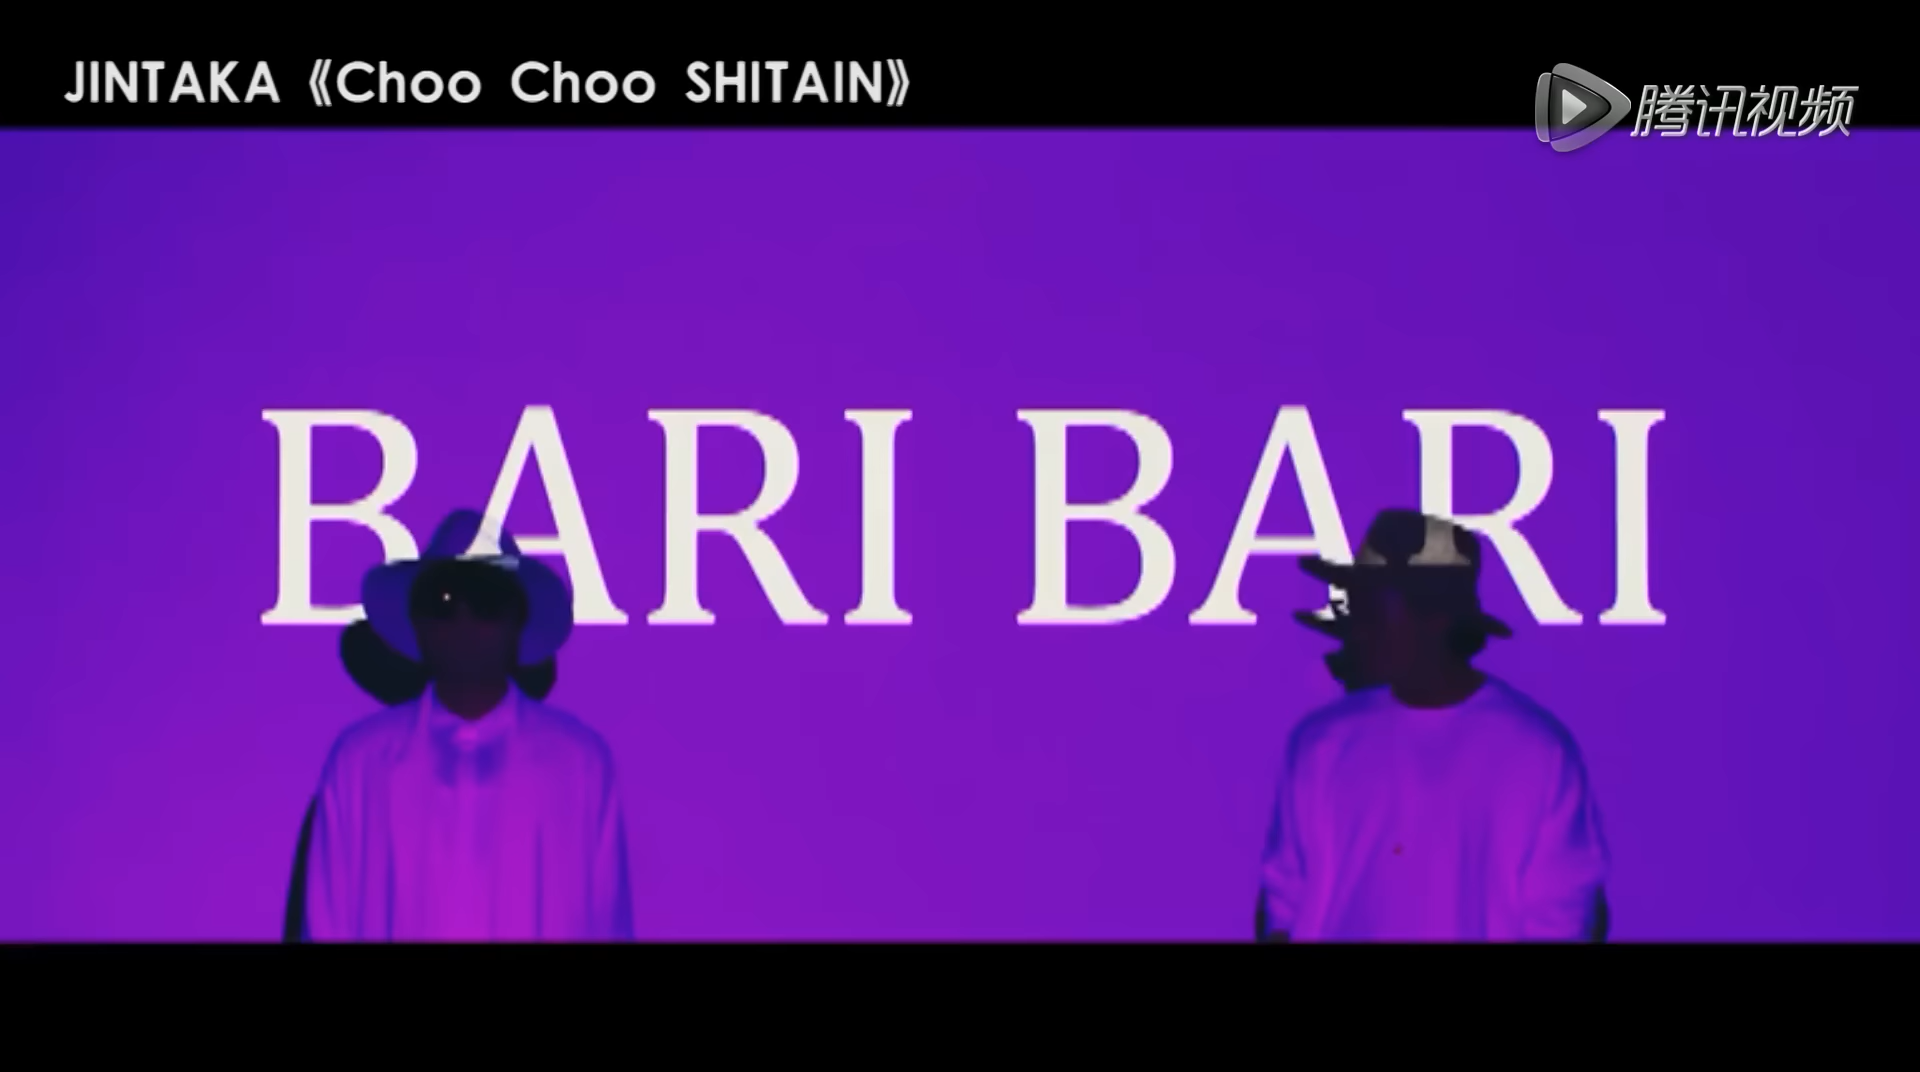 JINTAKA《Choo Choo SHITAIN》
腾讯视频
BARI BARI